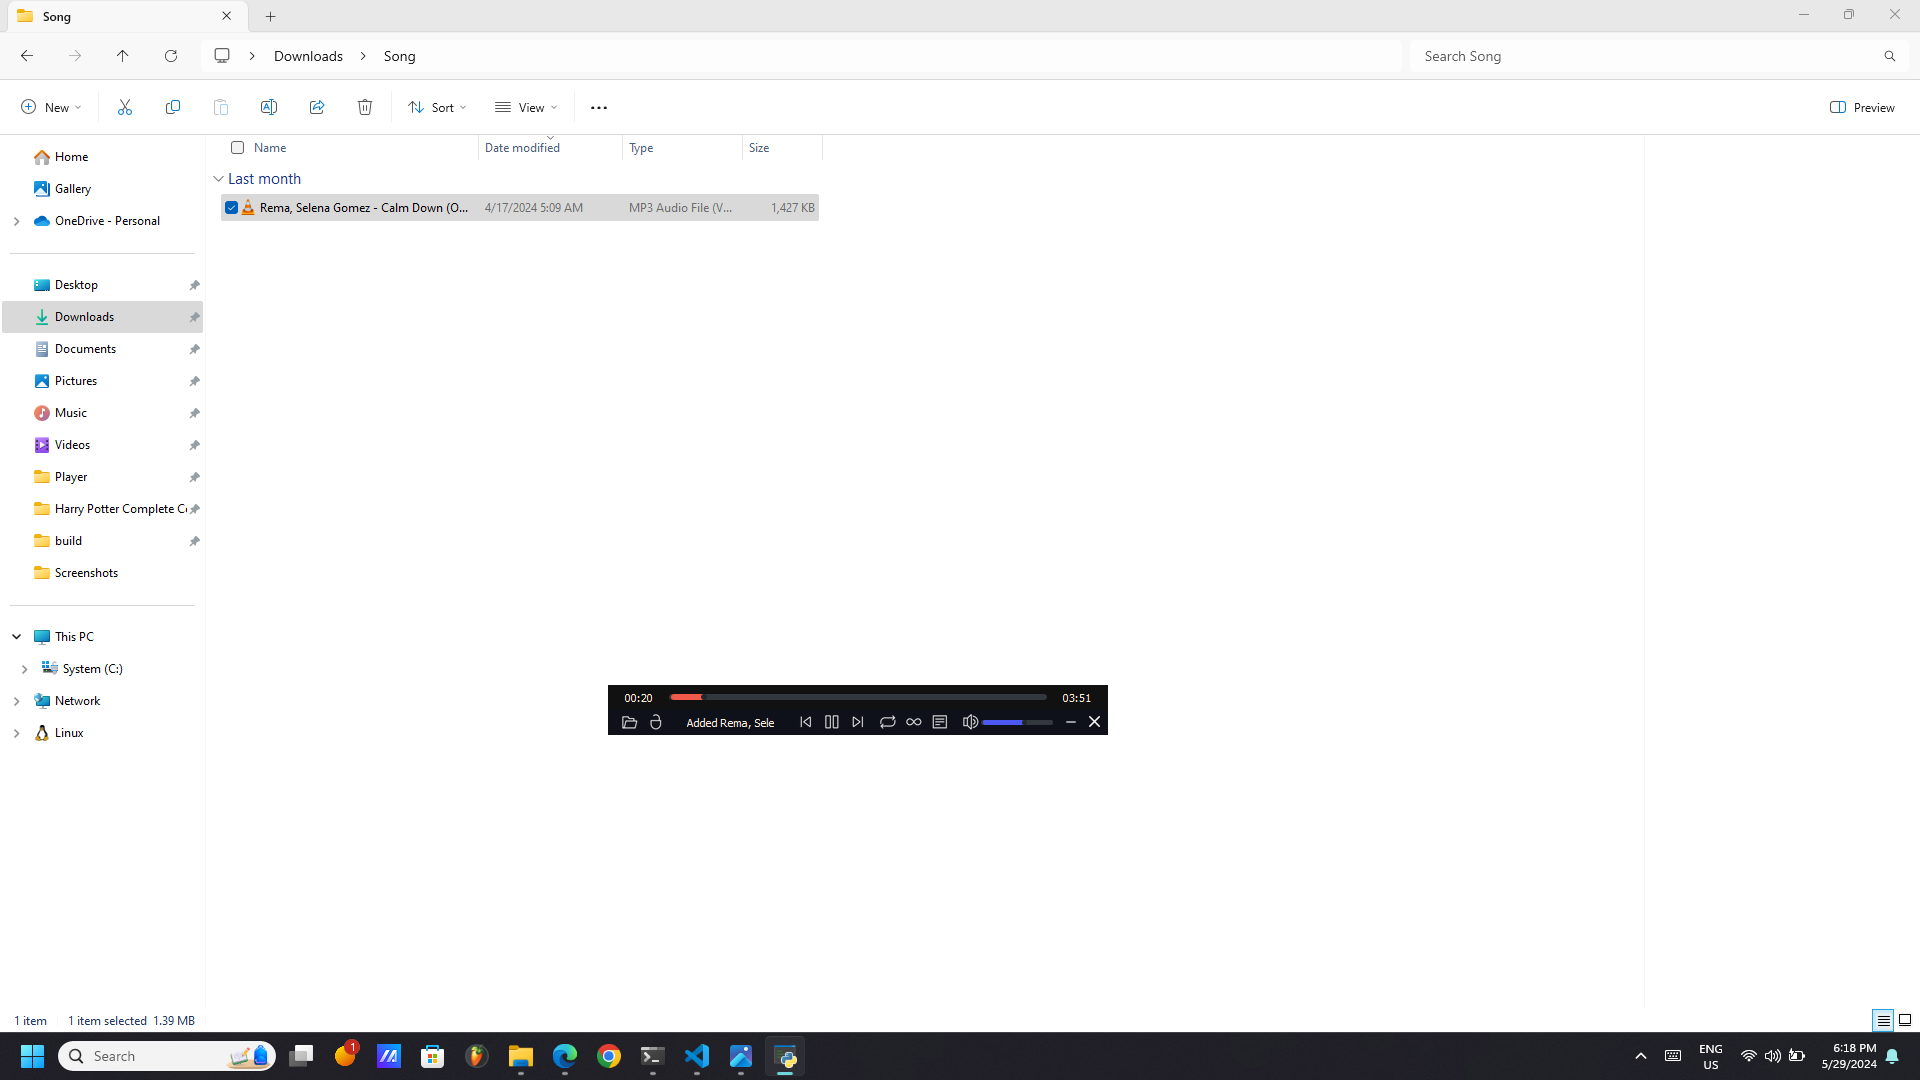 Song
Downloads
Song
Search Song
New
Sort
View
Preview
Name
Date modified
Type
Size
Home
Gallery
OneDrive - Personal
Last month
Rema, Selena Gomez - Calm Down (O... 4/17/2024 5:09 AM MP3 Audio File (V... 1,427 KB
Desktop
Downloads
Documents
Pictures
Music
Videos
Player
Harry Potter Complete C
build
Screenshots
This PC
System (C:)
Network
Linux
00:20
03:51
Added Rema, Sele
1 item
1 item selected 1.39 MB
Search
1
ENG
US
6:18 PM
5/29/2024